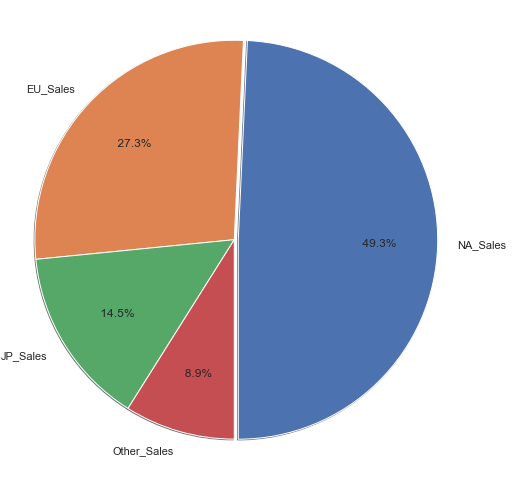 EU_Sales
27.3%
49.3%
NA_Sales
14.5%
JP_Sales
8.9%
Other_Sales